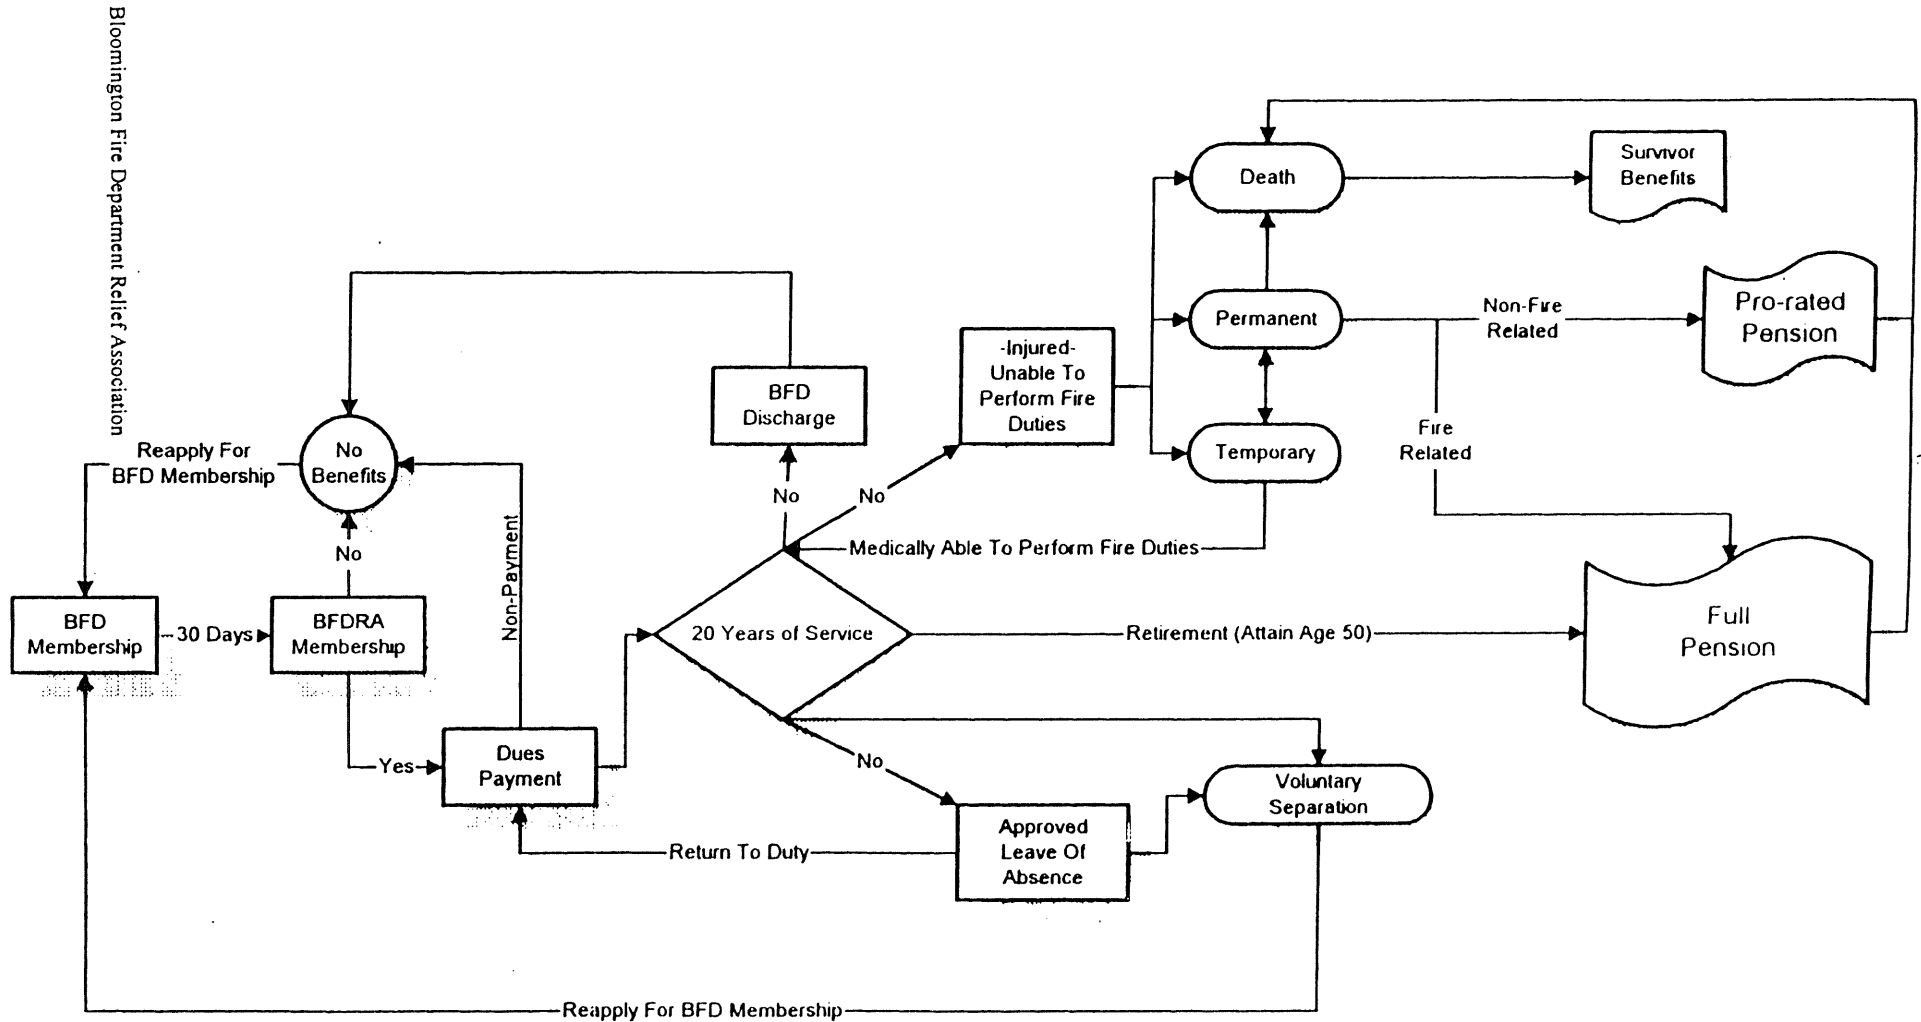 Bloomington Fire Department Relief Association
Death
Survivor
Benefits
Permanent
Non-Fire
Related
Pro-rated
Pension
-Injured-
Unable To
Perform Fire
Duties
BFD
Discharge
Fire
Related
Temporary
Reapply For
BFD Membership
No
Benefits
No
No
Medically Able To Perform Fire Duties
No
Non-Payment
BFD
Membership
30 Days
BFDRA
Membership
20 Years of Service
Retirement (Attain Age 50)
Full
Pension
Yes
Dues
Payment
No
Voluntary
Separation
Return To Duty
Approved
Leave Of
Absence
Reapply For BFD Membership